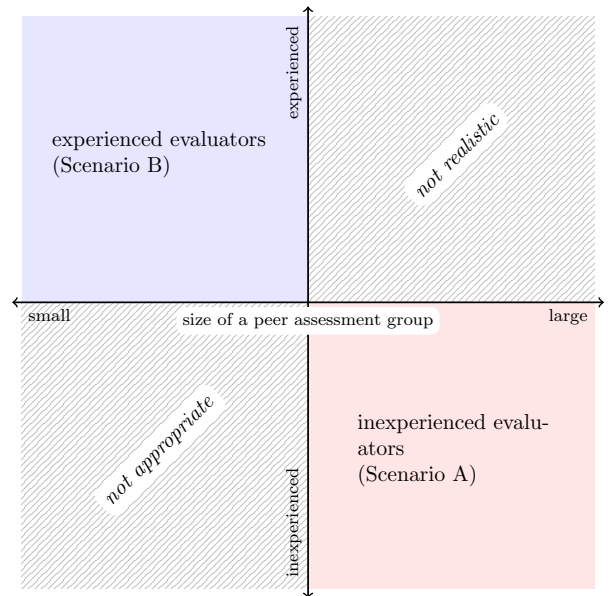 experienced
experienced evaluators
(Scenario B)
not realistic
small
size of a peer assessment group
large
not appropriate
inexperienced evalu-
ators
(Scenario A)
inexperienced